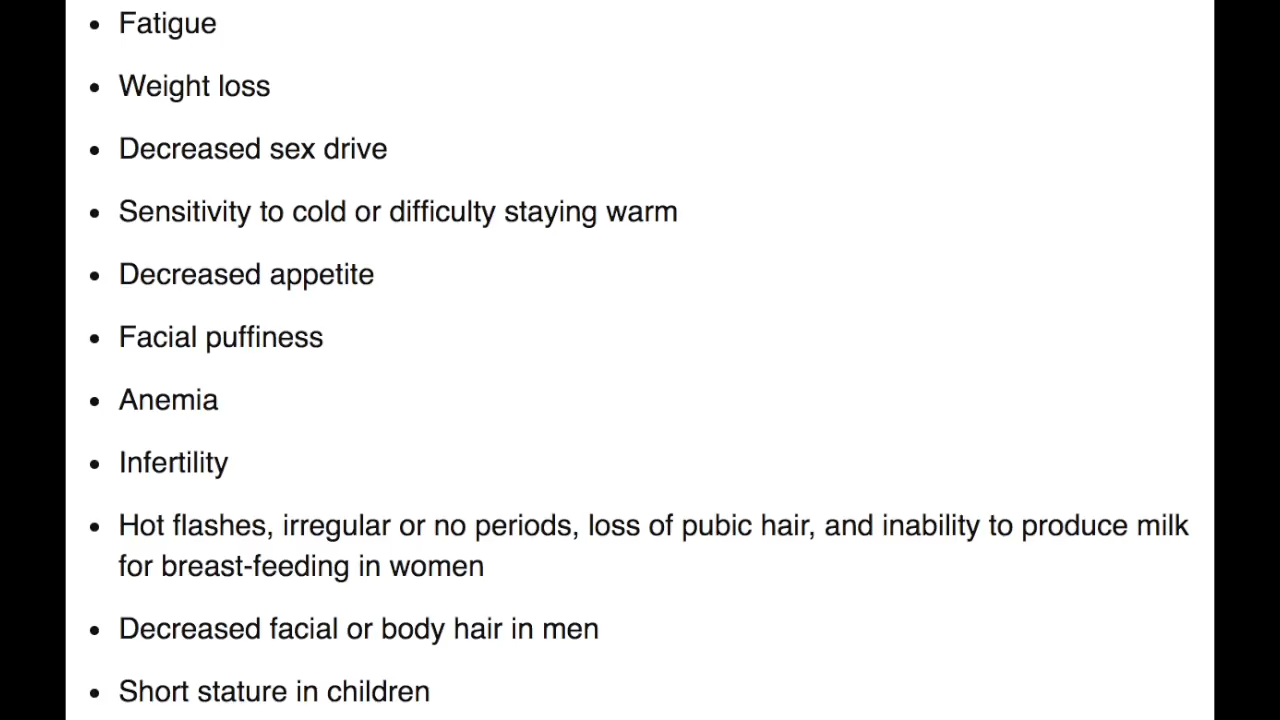 • Fatigue
• Weight loss
• Decreased sex drive
• Sensitivity to cold or difficulty staying warm
• Decreased appetite
• Facial puffiness
• Anemia
• Infertility
• Hot flashes, irregular or no periods, loss of pubic hair, and inability to produce milk
for breast-feeding in women
• Decreased facial or body hair in men
• Short stature in children